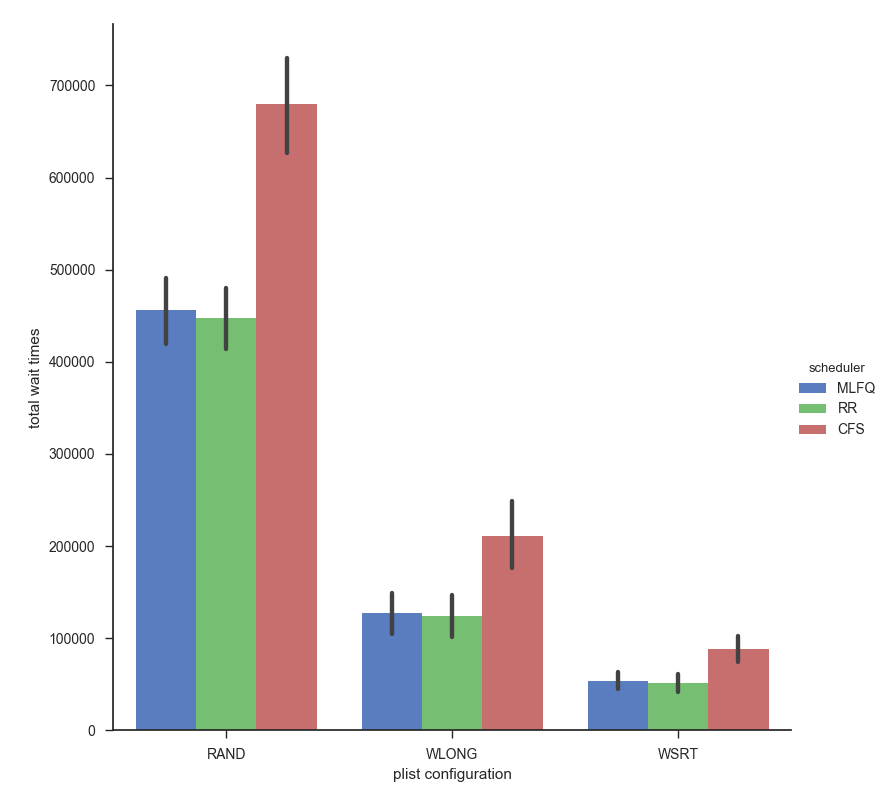 700000
600000
500000
400000
300000
200000
100000
0
total wait times
RAND
WLONG
WSRT
plist configuration
scheduler
MLFQ
RR
CFS